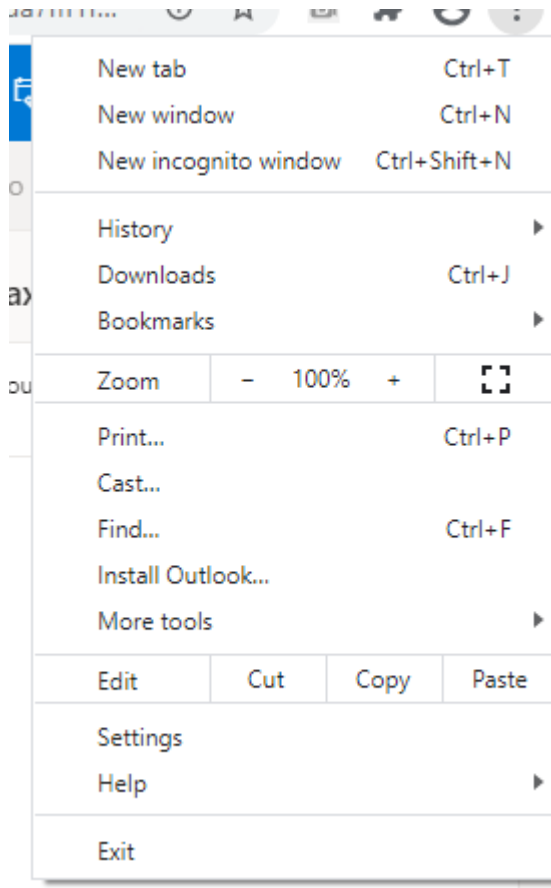 New tab Ctrl+T
New window Ctrl+N
New incognito window Ctrl+Shift+N
History
Downloads Ctrl+J
Bookmarks
Zoom - 100% +
Print... Ctrl+P
Cast...
Find... Ctrl+F
Install Outlook...
More tools
Edit Cut Copy Paste
Settings
Help
Exit